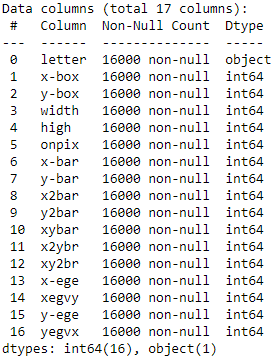 Data columns (total 17 columns):
 #   Column  Non-Null Count  Dtype
---  ------  --------------  -----
 0   letter  16000 non-null  object
 1   x-box   16000 non-null  int64
 2   y-box   16000 non-null  int64
 3   width   16000 non-null  int64
 4   high    16000 non-null  int64
 5   onpix   16000 non-null  int64
 6   x-bar   16000 non-null  int64
 7   y-bar   16000 non-null  int64
 8   x2bar   16000 non-null  int64
 9   y2bar   16000 non-null  int64
 10  xybar   16000 non-null  int64
 11  x2ybr   16000 non-null  int64
 12  xy2br   16000 non-null  int64
 13  x-ege   16000 non-null  int64
 14  xegvy   16000 non-null  int64
 15  y-ege   16000 non-null  int64
 16  yegvx   16000 non-null  int64
dtypes: int64(16), object(1)